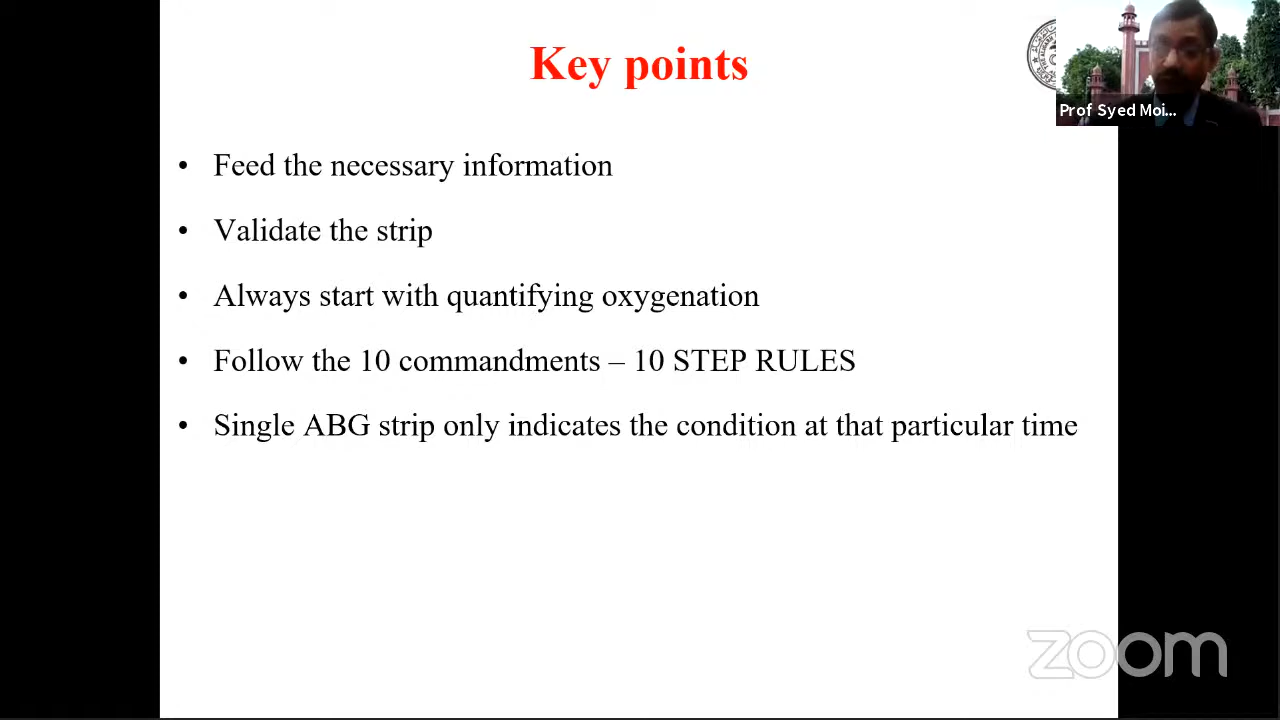 Key points
Prof Syed Moi...
• Feed the necessary information
• Validate the strip
• Always start with quantifying oxygenation
• Follow the 10 commandments – 10 STEP RULES
• Single ABG strip only indicates the condition at that particular time
zoom